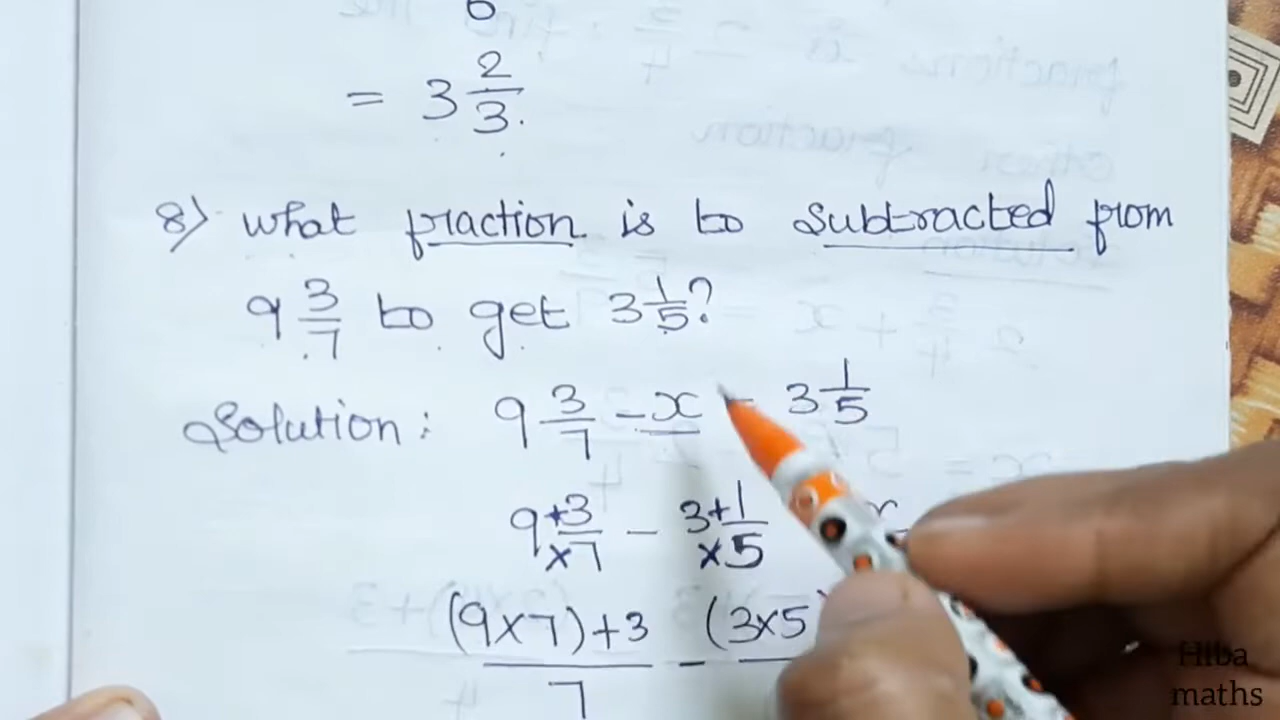 6
= 3 2/3.
8) what fraction is to subtracted from
9 3/7 to get 3 1/5?
Solution: 9 3/7 - x = 3 1/5
9 + 3 / × 7 - 3 + 1 / × 5 x
(9×7)+3 / 7 - (3×5)
Hiba
maths